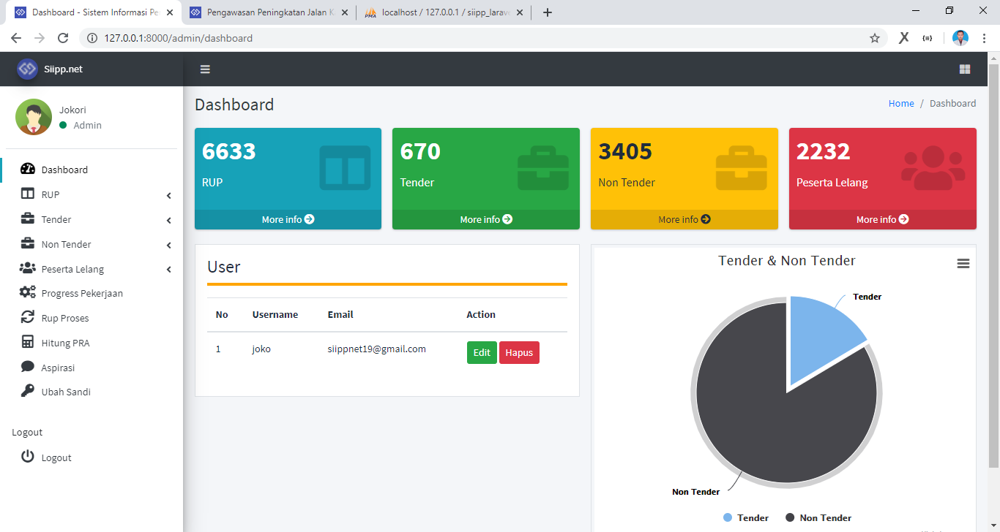 Dashboard - Sistem Informasi Pe
Pengawasan Peningkatan Jalan K
localhost / 127.0.0.1 / siipp_larav
127.0.0.1:8000/admin/dashboard
Siipp.net
Jokori
Admin
Dashboard
RUP
Tender
Non Tender
Peserta Lelang
Progress Pekerjaan
Rup Proses
Hitung PRA
Aspirasi
Ubah Sandi
Logout
Logout
Dashboard
Home / Dashboard
6633
RUP
More info
670
Tender
More info
3405
Non Tender
More info
2232
Peserta Lelang
More info
User
No Username Email Action
1 joko siippnet19@gmail.com Edit Hapus
Tender & Non Tender
Tender
Non Tender
Tender Non Tender